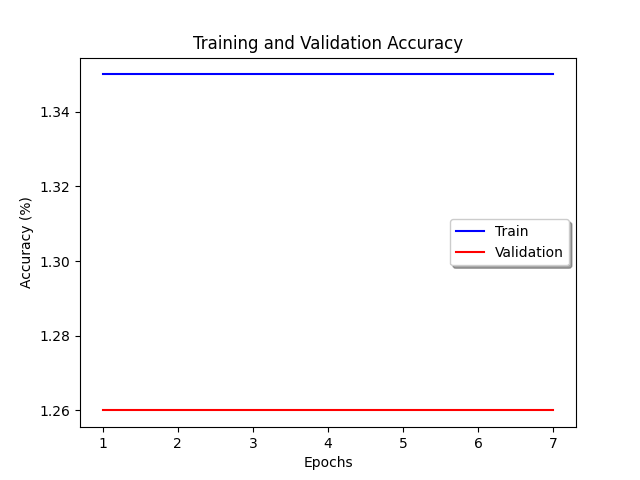 Training and Validation Accuracy
Accuracy (%)
1.34
1.32
1.30
1.28
1.26
Train
Validation
1 2 3 4 5 6 7
Epochs